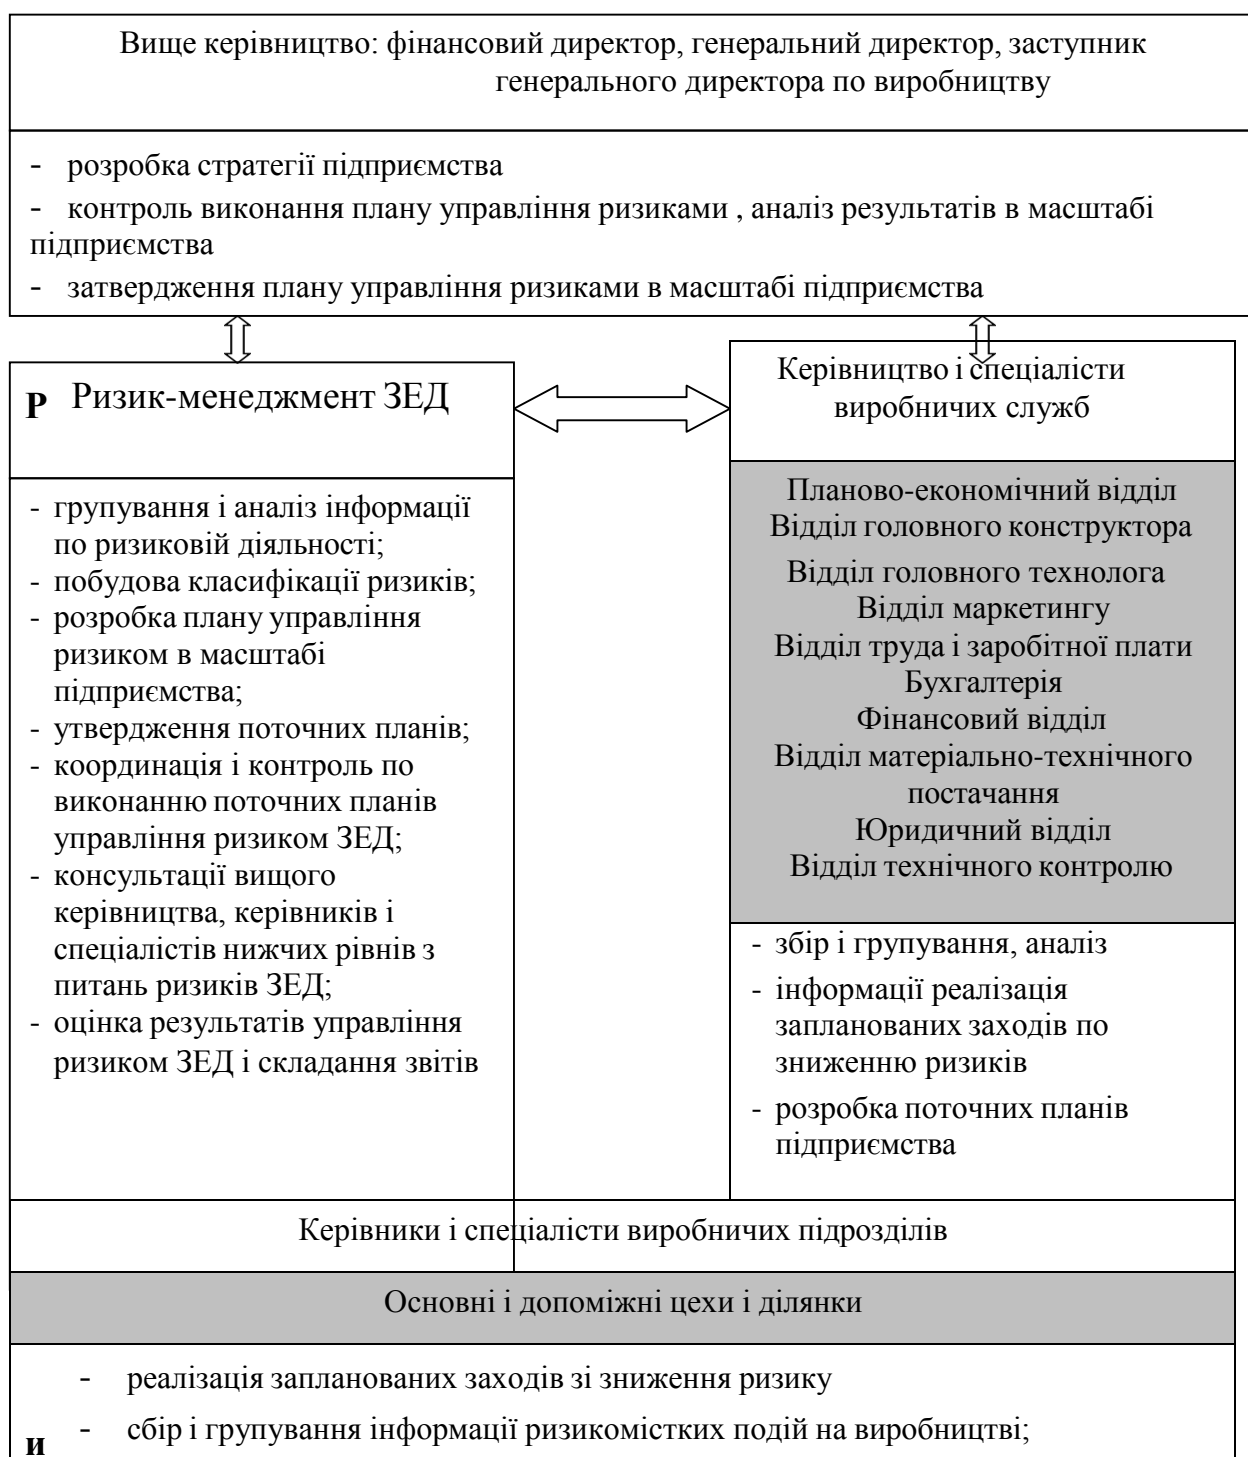 Вище керівництво: фінансовий директор, генеральний директор, заступник
генерального директора по виробництву
- розробка стратегії підприємства
- контроль виконання плану управління ризиками , аналіз результатів в масштабі
підприємства
- затвердження плану управління ризиками в масштабі підприємства
Р Ризик-менеджмент ЗЕД
- групування і аналіз інформації
по ризиковій діяльності;
- побудова класифікації ризиків;
- розробка плану управління
ризиком в масштабі
підприємства;
- утвердження поточних планів;
- координація і контроль по
виконанню поточних планів
управління ризиком ЗЕД;
- консультації вищого
керівництва, керівників і
спеціалістів нижчих рівнів з
питань ризиків ЗЕД;
- оцінка результатів управління
ризиком ЗЕД і складання звітів
Керівництво і спеціалісти
виробничих служб
Планово-економічний відділ
Відділ головного конструктора
Відділ головного технолога
Відділ маркетингу
Відділ труда і заробітної плати
Бухгалтерія
Фінансовий відділ
Відділ матеріально-технічного
постачання
Юридичний відділ
Відділ технічного контролю
- збір і групування, аналіз
- інформації реалізація
запланованих заходів по
зниженню ризиків
- розробка поточних планів
підприємства
Керівники і спеціалісти виробничих підрозділів
Основні і допоміжні цехи і ділянки
- реалізація запланованих заходів зі зниження ризику
- сбір і групування інформації ризикомістких подій на виробництві;
и